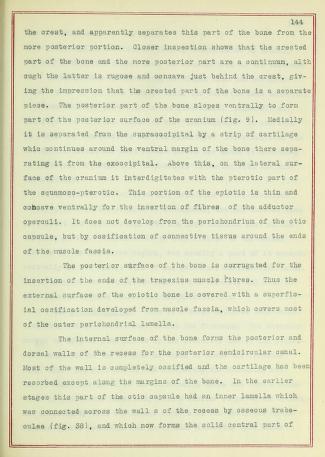 144
the crest, and apparently separates this part of the bone from the
more posterior portion. Closer inspection shows that the crested
part of the bone and the more posterior part are a continum, alth
ough the latter is rugose and concave just behind the crest, giv-
ing the impression that the crested part of the bone is a separate
piece. The posterior part of the bone slopes ventrally to form
part of the posterior surface of the cranium (fig. 9). Medially
it is separated from the supraoccipital by a strip of cartilage
whic continues around the ventral margin of the bone there sepa-
rating it from the exoccipital. Above this, on the lateral sur-
face of the cranium it interdigitates with the pterotic part of
the squamoso-pterotic. This portion of the epiotic is thin and
concave ventrally for the insertion of fibres of the adductor
operculi. It does not develop from the perichondrium of the otic
capsule, but by ossification of connective tissue around the ends
of the muscle fascia.
The posterior surface of the bone is corrugated for the
insertion of the ends of the trapezius muscle fibres. Thus the
external surface of the epiotic bone is covered with a superfic-
ial ossification developed from muscle fascia, which covers most
of the outer perichondrial lamella.
The internal surface of the bone forms the posterior and
dorsal walls of the recess for the posterior semicircular canal.
Most of the wall is completely ossified and the cartilage has been
resorbed except along the margins of the bone. In the earlier
stages this part of the otic capsule had an inner lamella which
was connected across the wall s of the recess by osseous trabe-
culae (fig. 38), and which now forms the solid central part of